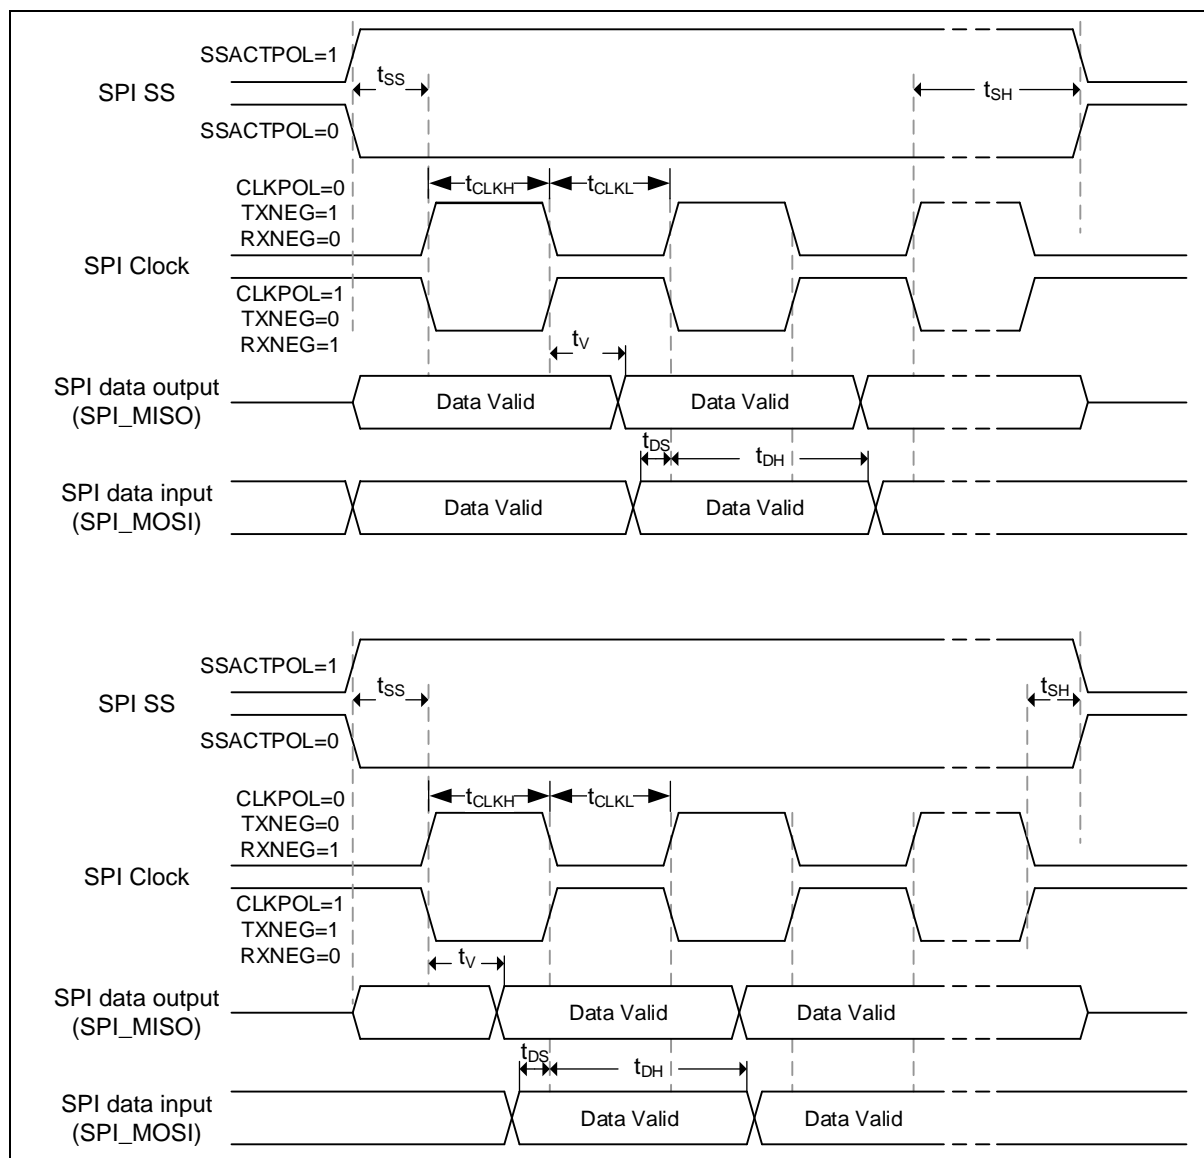 SSACTPOL=1
SPI SS
tSS
tSH
SSACTPOL=0
CLKPOL=0
TXNEG=1
RXNEG=0
tCLKH
tCLKL
SPI Clock
CLKPOL=1
TXNEG=0
RXNEG=1
tV
SPI data output
(SPI_MISO)
Data Valid
Data Valid
tDS
tDH
SPI data input
(SPI_MOSI)
Data Valid
Data Valid
SSACTPOL=1
SPI SS
tSS
tSH
SSACTPOL=0
CLKPOL=0
TXNEG=0
RXNEG=1
tCLKH
tCLKL
SPI Clock
CLKPOL=1
TXNEG=1
RXNEG=0
tV
SPI data output
(SPI_MISO)
Data Valid
Data Valid
tDS
tDH
SPI data input
(SPI_MOSI)
Data Valid
Data Valid